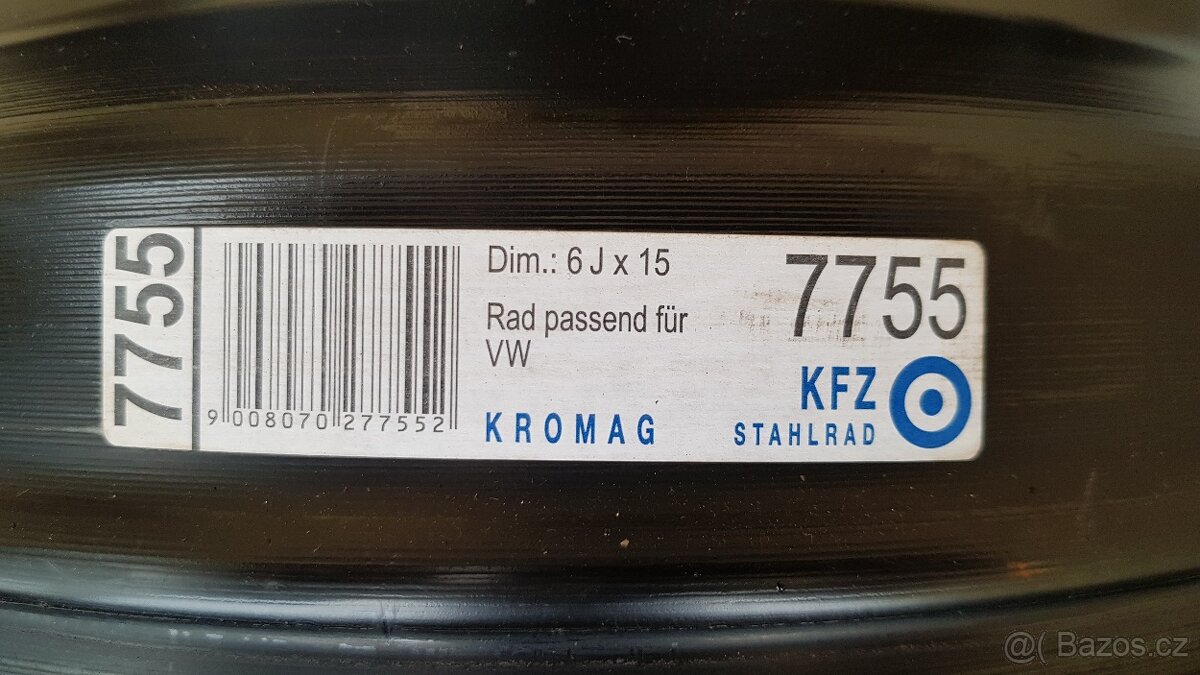 7755
9 008070 277552
Dim.: 6 J x 15
Rad passend für
VW
KROMAG
7755
KFZ
STAHLRAD
@( Bazos.cz